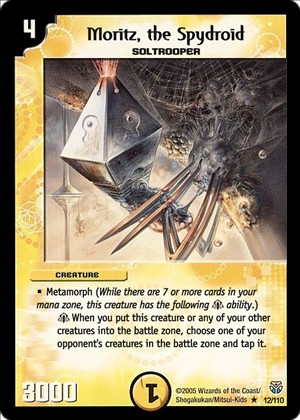 4
Moritz, the Spydroid
SOLTROOPER
CREATURE
▪ Metamorph (While there are 7 or more cards in your
mana zone, this creature has the following ability.)
When you put this creature or any of your other
creatures into the battle zone, choose one of your
opponent's creatures in the battle zone and tap it.
3000
1
©2005 Wizards of the Coast/
Shogakukan/Mitsui-Kids ★ 12/110